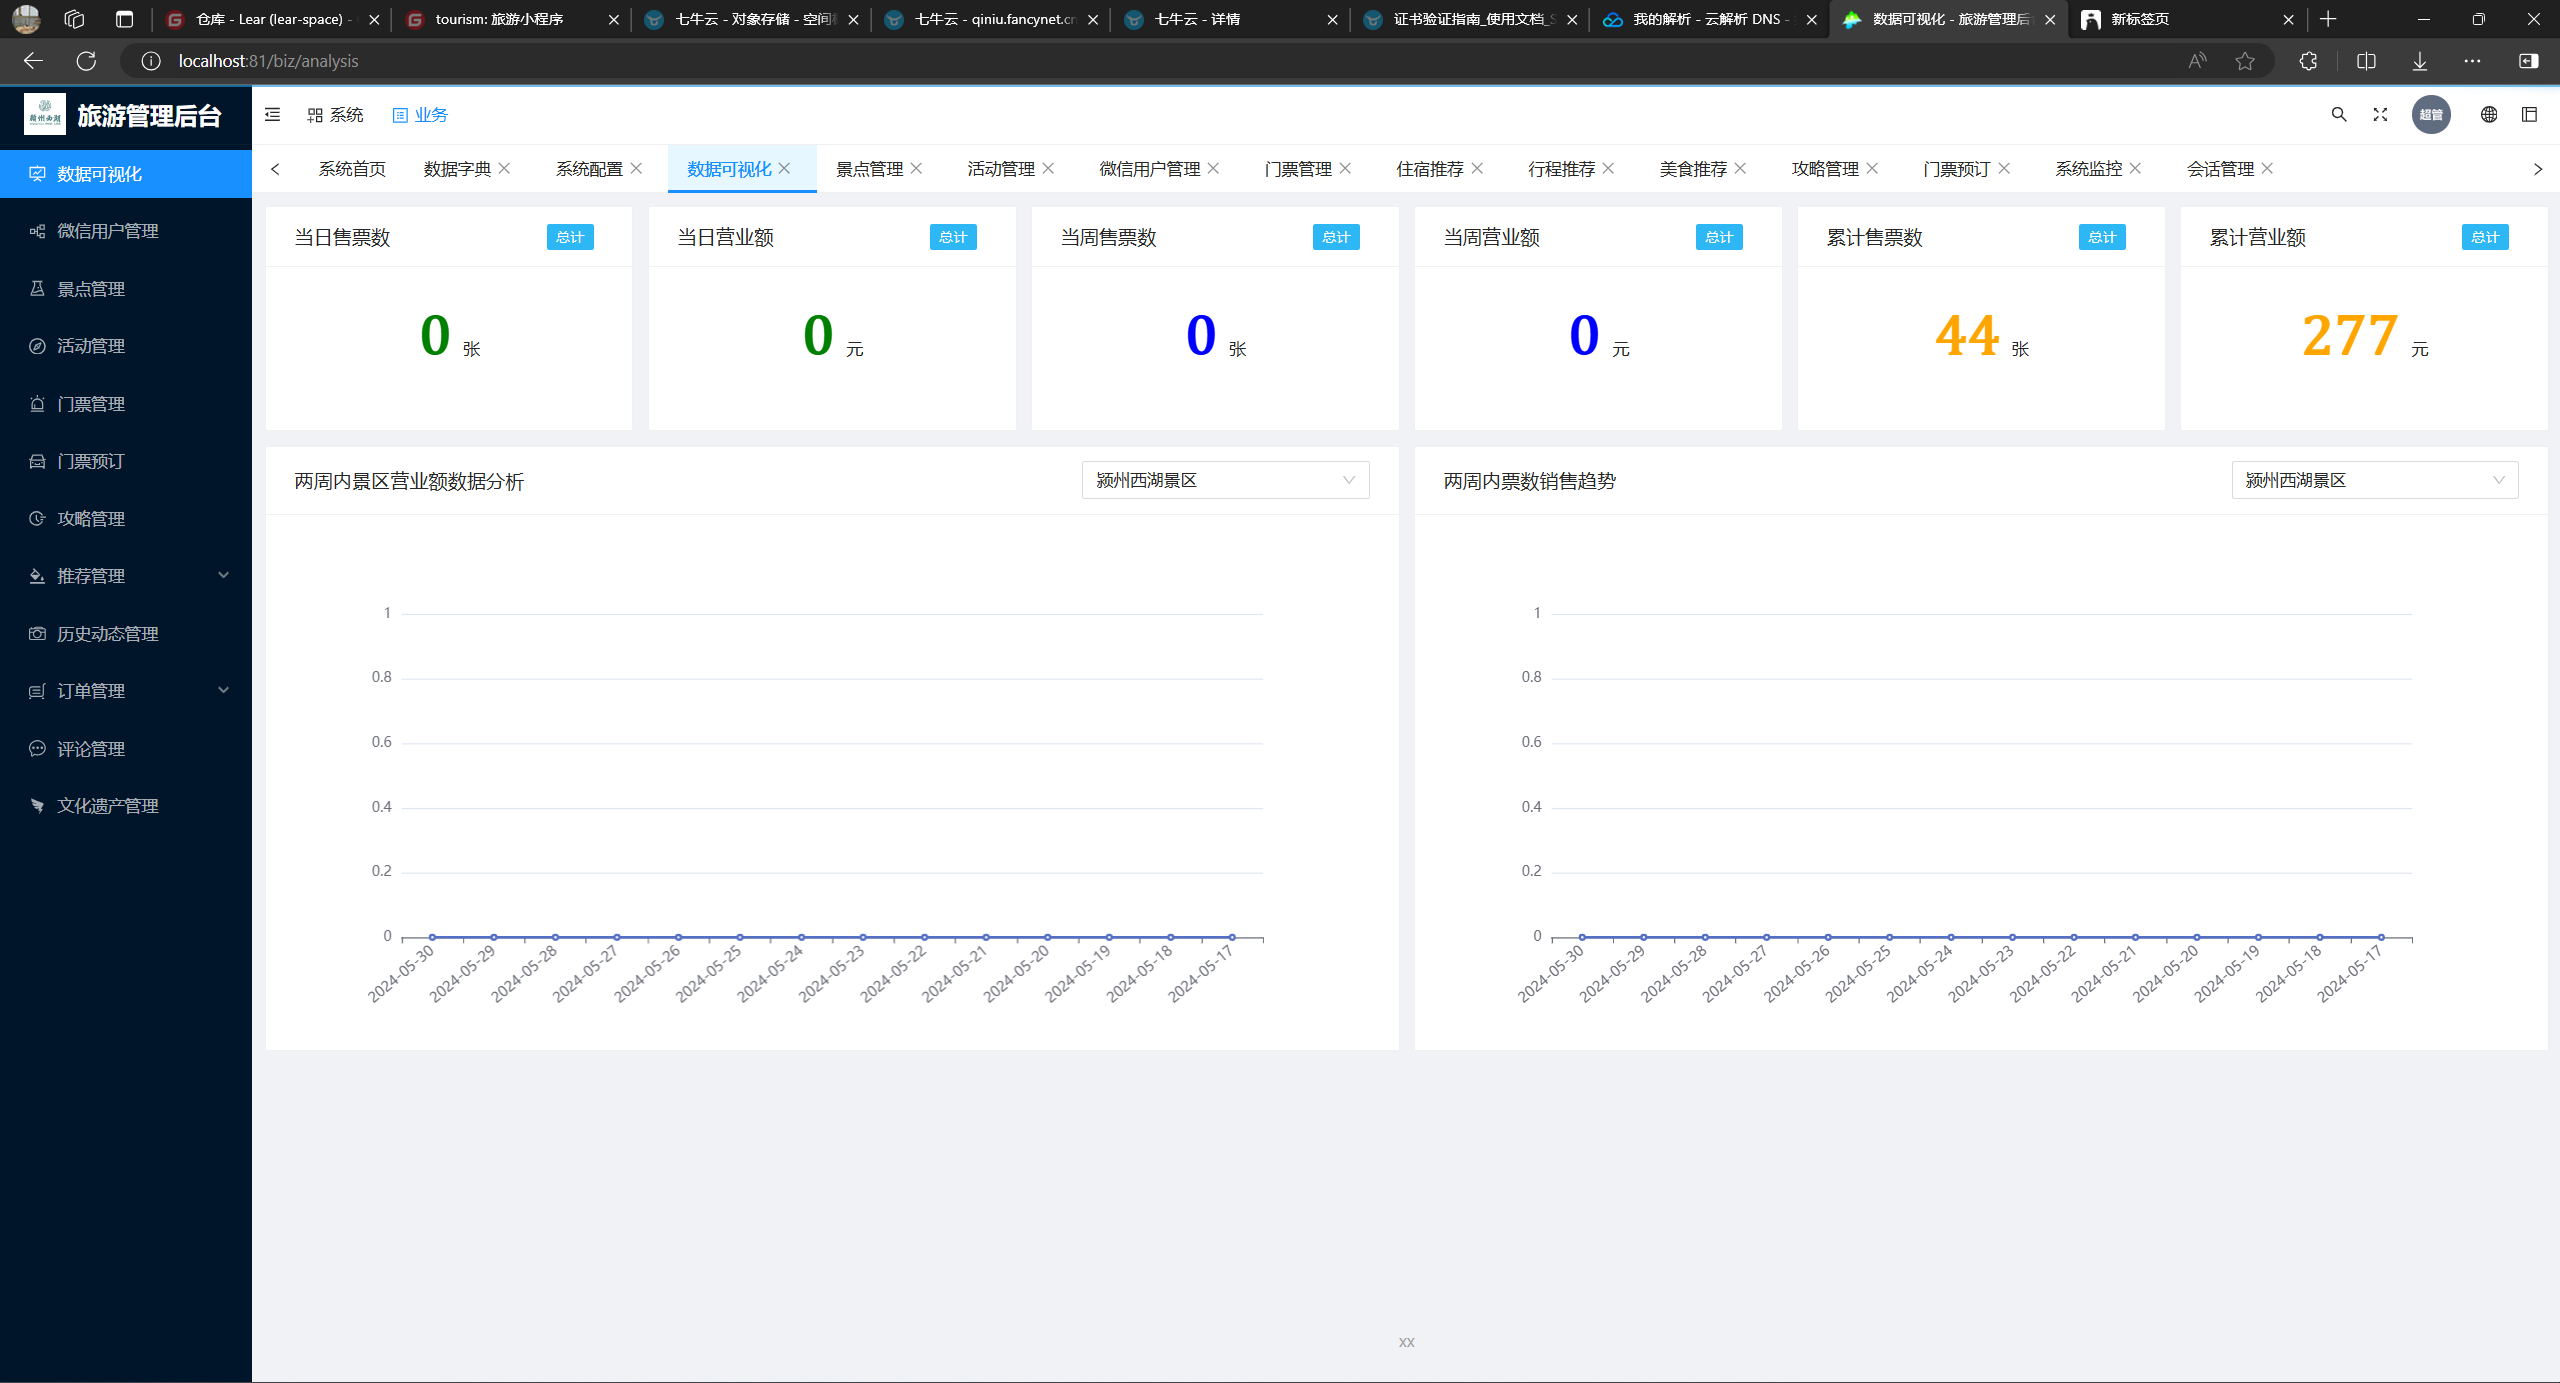 仓库 - Lear (lear-space) -
tourism: 旅游小程序
七牛云 - 对象存储 - 空间
七牛云 - qiniu.fancynet.cn
七牛云 - 详情
证书验证指南_使用文档_S
我的解析 - 云解析 DNS -
数据可视化 - 旅游管理后
新标签页
localhost:81/biz/analysis
颍州西湖
旅游管理后台
系统
业务
超管
系统首页
数据字典
系统配置
数据可视化
景点管理
活动管理
微信用户管理
门票管理
住宿推荐
行程推荐
美食推荐
攻略管理
门票预订
系统监控
会话管理
数据可视化
微信用户管理
景点管理
活动管理
门票管理
门票预订
攻略管理
推荐管理
历史动态管理
订单管理
评论管理
文化遗产管理
当日售票数 总计
0 张
当日营业额 总计
0 元
当周售票数 总计
0 张
当周营业额 总计
0 元
累计售票数 总计
44 张
累计营业额 总计
277 元
两周内景区营业额数据分析
颍州西湖景区
1
0.8
0.6
0.4
0.2
0
2024-05-30
2024-05-29
2024-05-28
2024-05-27
2024-05-26
2024-05-25
2024-05-24
2024-05-23
2024-05-22
2024-05-21
2024-05-20
2024-05-19
2024-05-18
2024-05-17
两周内票数销售趋势
颍州西湖景区
1
0.8
0.6
0.4
0.2
0
2024-05-30
2024-05-29
2024-05-28
2024-05-27
2024-05-26
2024-05-25
2024-05-24
2024-05-23
2024-05-22
2024-05-21
2024-05-20
2024-05-19
2024-05-18
2024-05-17
xx